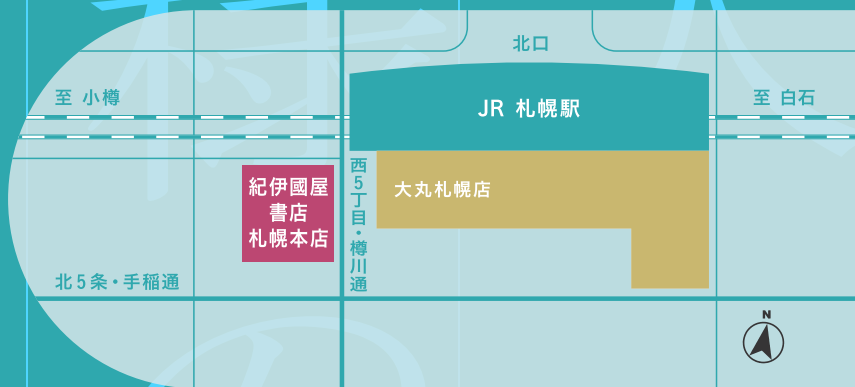 北口
至 小樽
JR 札幌駅
至 白石
西5丁目・樽川通
大丸札幌店
紀伊國屋
書店
札幌本店
北5条・手稲通
N